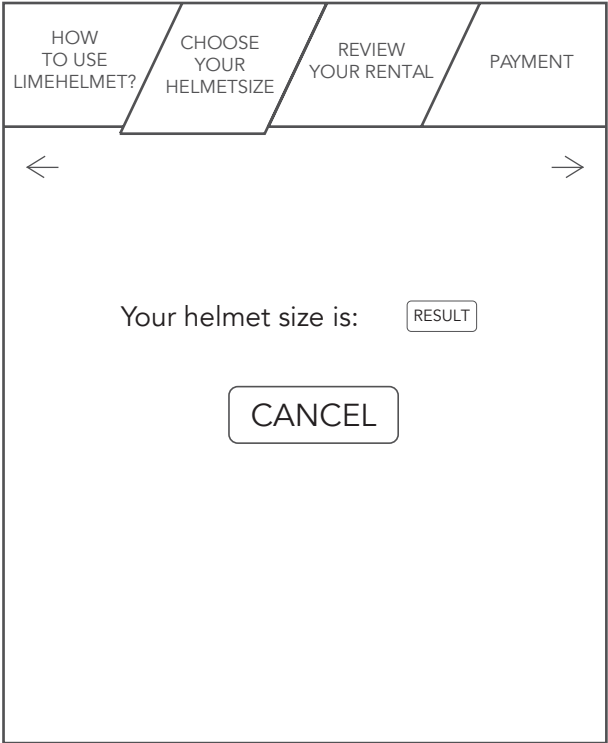 HOW
TO USE
LIMEHELMET?
CHOOSE
YOUR
HELMETSIZE
REVIEW
YOUR RENTAL
PAYMENT
Your helmet size is:
RESULT
CANCEL